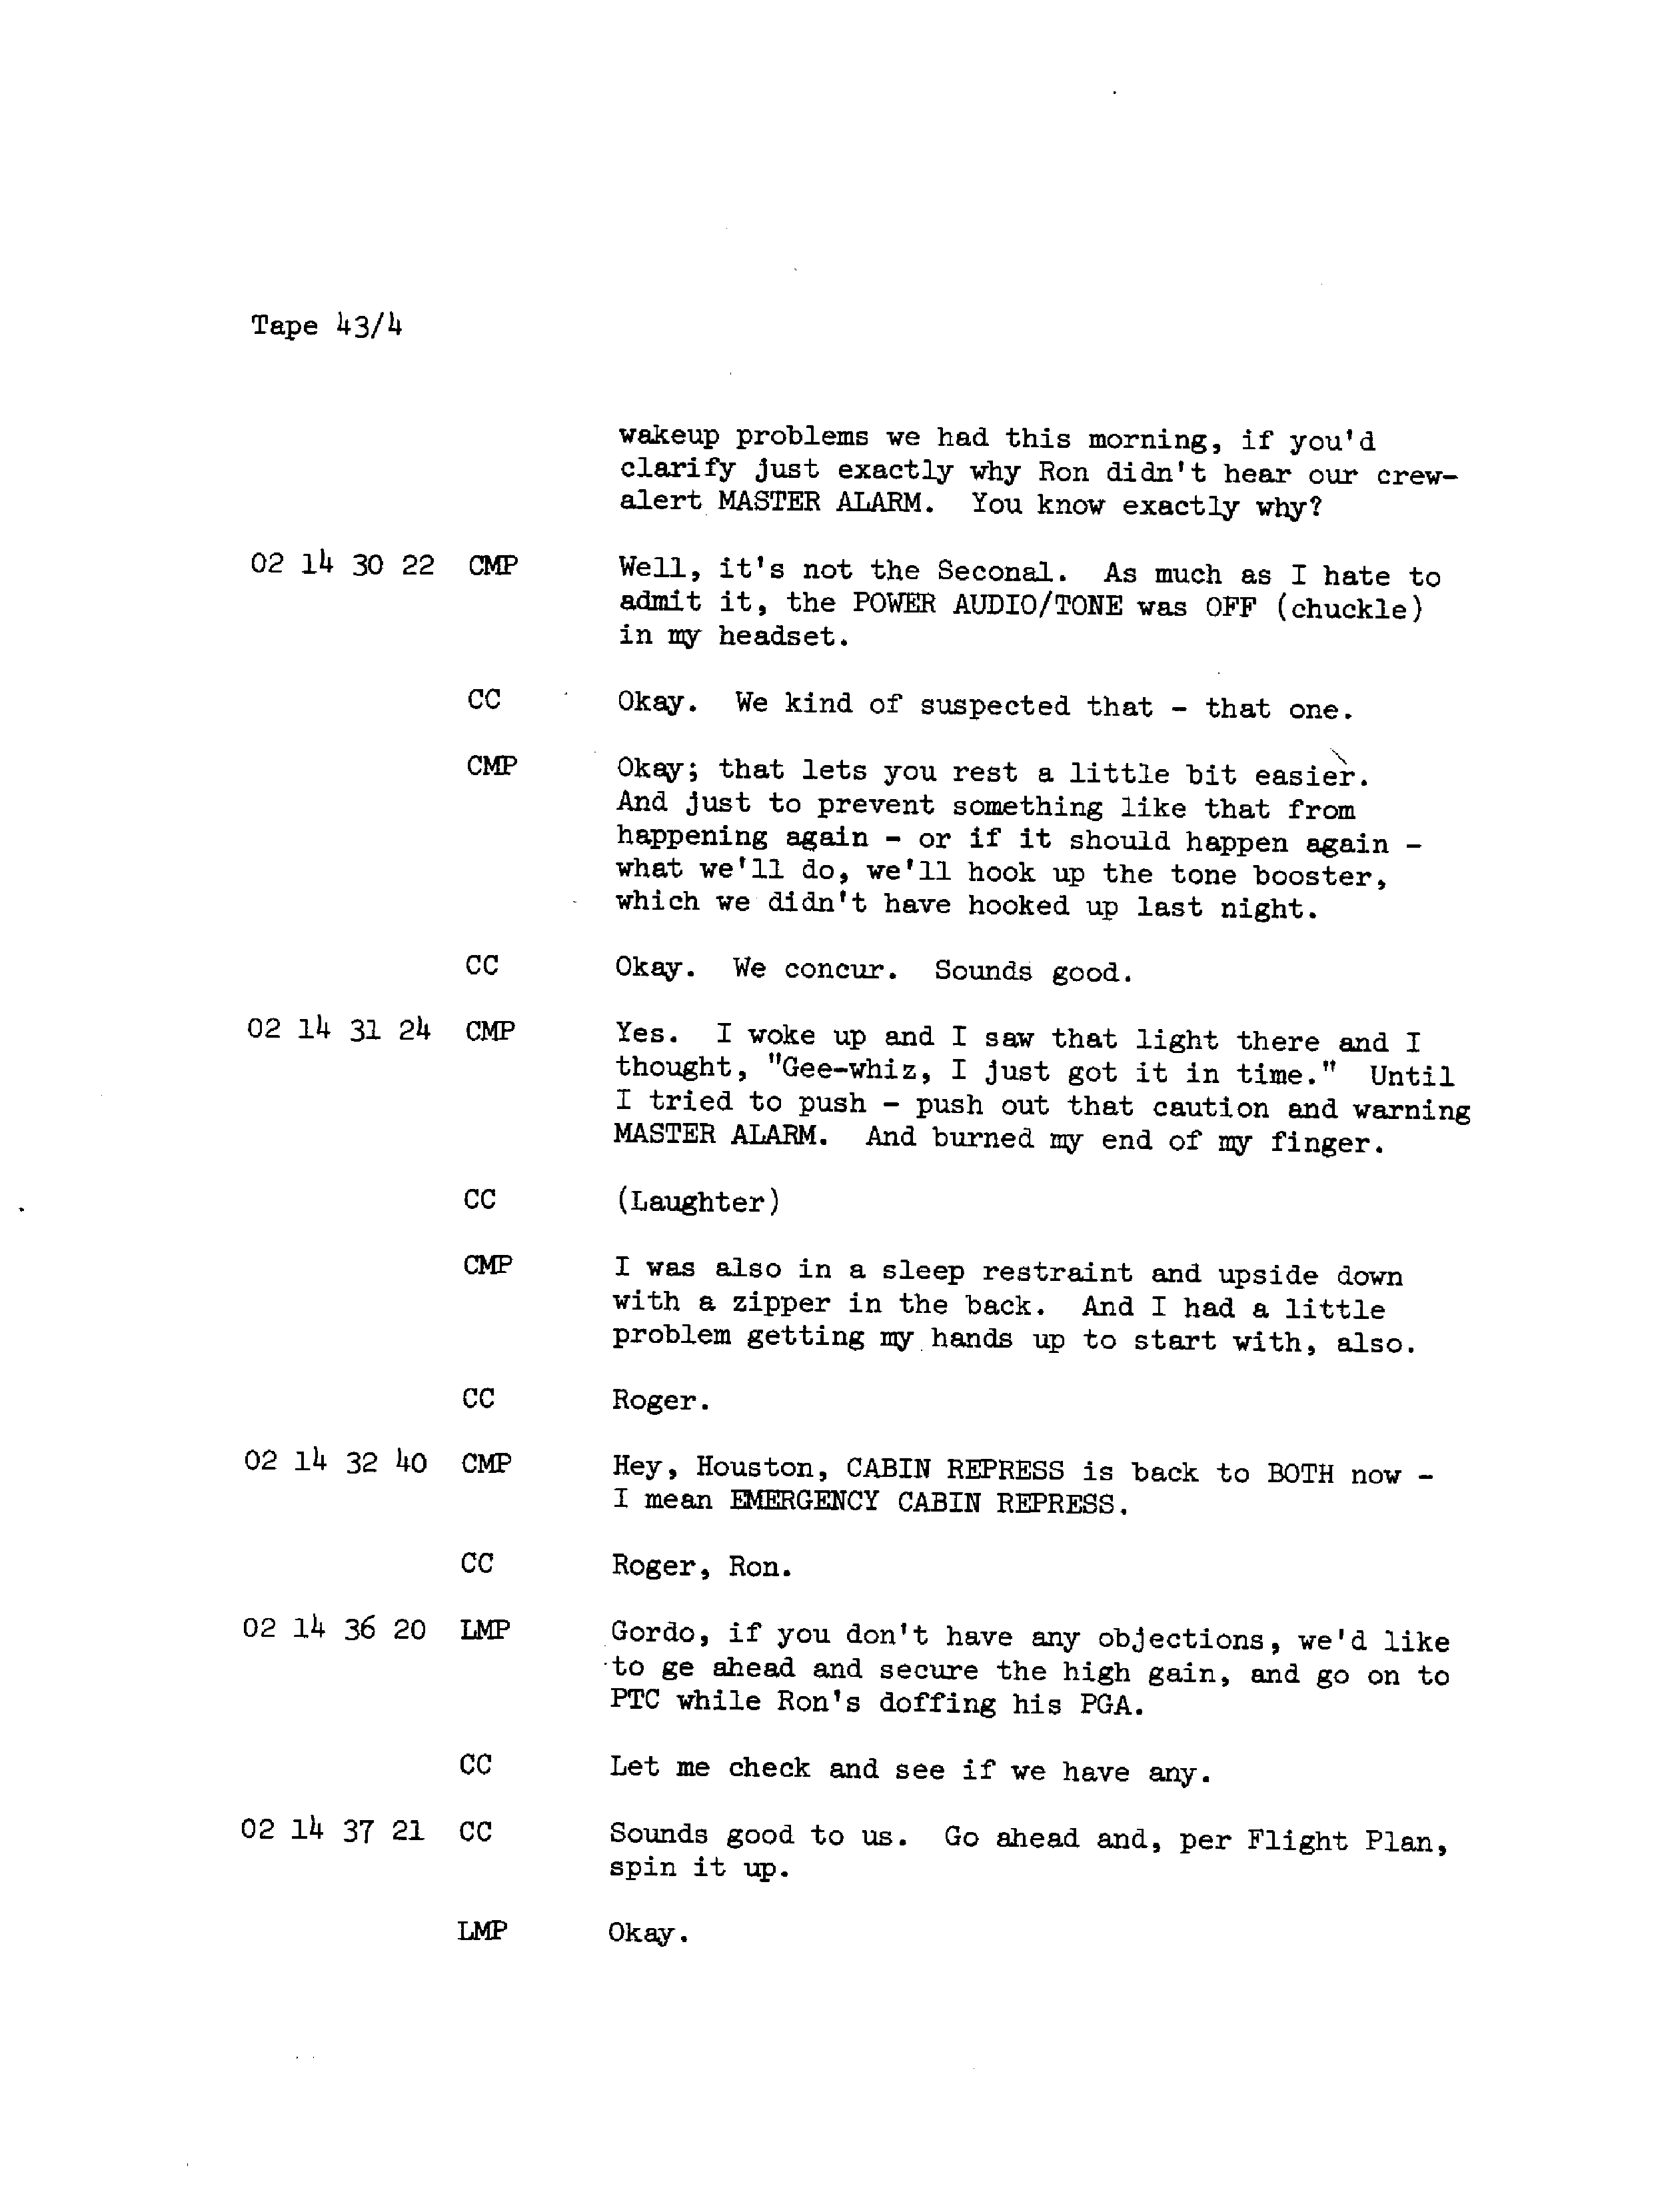 Tape 43/4
wakeup problems we had this morning, if you'd
clarify just exactly why Ron didn't hear our crew-
alert MASTER ALARM. You know exactly why?
02 14 30 22 CMP Well, it's not the Seconal. As much as I hate to
admit it, the POWER AUDIO/TONE was OFF (chuckle)
in my headset.
CC Okay. We kind of suspected that - that one.
CMP Okay; that lets you rest a little bit easier.
And just to prevent something like that from
happening again - or if it should happen again -
what we'll do, we'll hook up the tone booster,
which we didn't have hooked up last night.
CC Okay. We concur. Sounds good.
02 14 31 24 CMP Yes. I woke up and I saw that light there and I
thought, "Gee-whiz, I just got it in time." Until
I tried to push - push out that caution and warning
MASTER ALARM. And burned my end of my finger.
CC (Laughter)
CMP I was also in a sleep restraint and upside down
with a zipper in the back. And I had a little
problem getting my hands up to start with, also.
CC Roger.
02 14 32 40 CMP Hey, Houston, CABIN REPRESS is back to BOTH now -
I mean EMERGENCY CABIN REPRESS.
CC Roger, Ron.
02 14 36 20 LMP Gordo, if you don't have any objections, we'd like
to ge ahead and secure the high gain, and go on to
PTC while Ron's doffing his PGA.
CC Let me check and see if we have any.
02 14 37 21 CC Sounds good to us. Go ahead and, per Flight Plan,
spin it up.
LMP Okay.